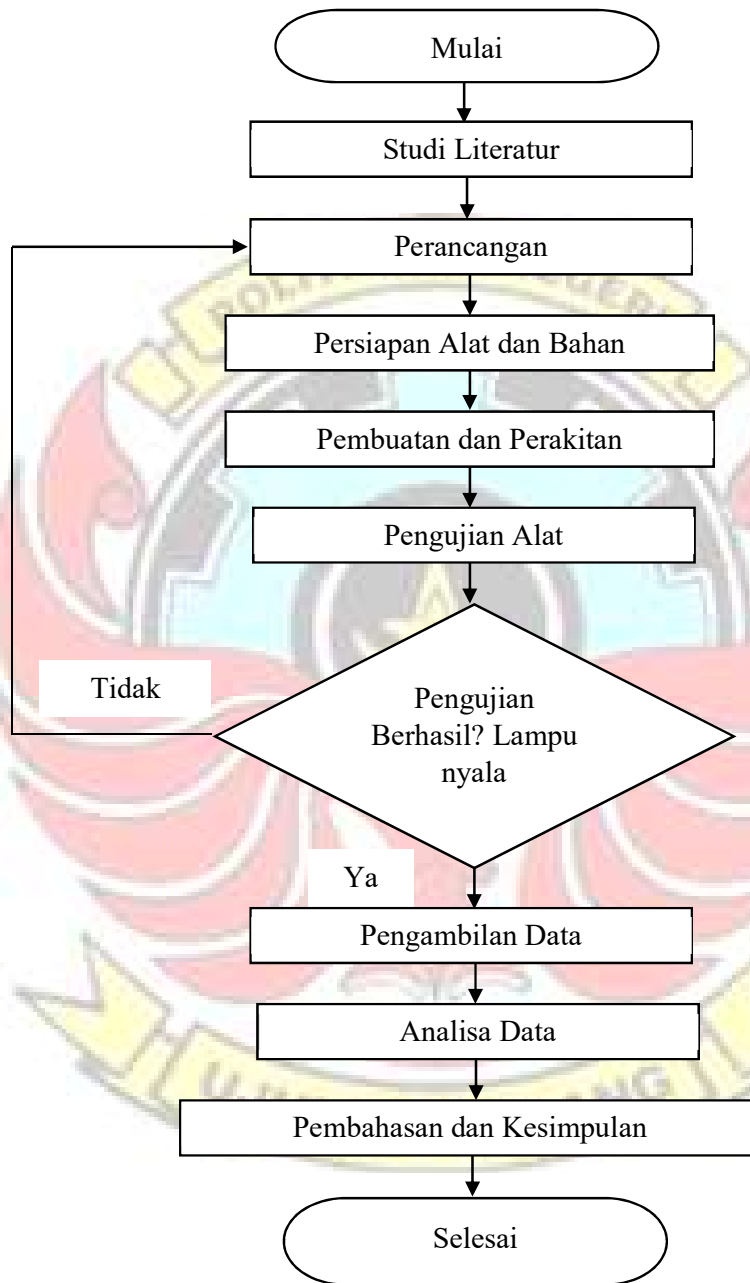 Mulai
Studi Literatur
Perancangan
Persiapan Alat dan Bahan
Pembuatan dan Perakitan
Pengujian Alat
Tidak
Pengujian
Berhasil? Lampu
nyala
Ya
Pengambilan Data
Analisa Data
Pembahasan dan Kesimpulan
Selesai